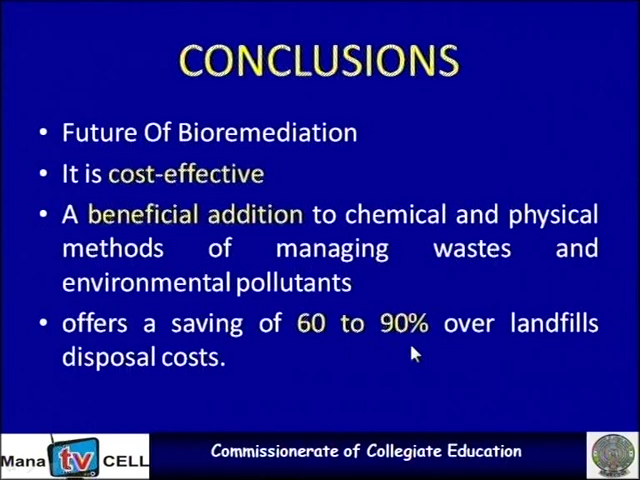 CONCLUSIONS
• Future Of Bioremediation
• It is cost-effective
• A beneficial addition to chemical and physical
methods of managing wastes and
environmental pollutants
• offers a saving of 60 to 90% over landfills
disposal costs.
Mana tv CELL
Commissionerate of Collegiate Education